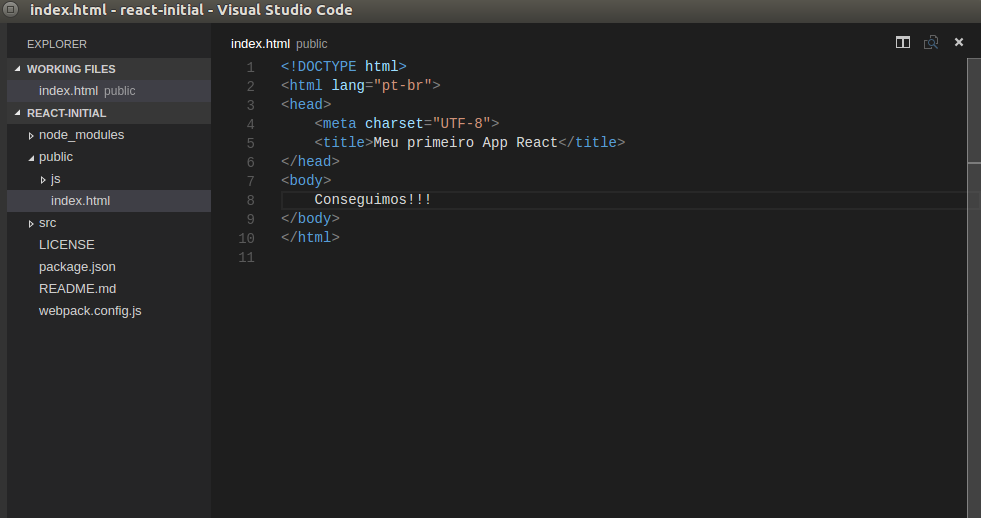 index.html - react-initial - Visual Studio Code
EXPLORER
WORKING FILES
index.html public
REACT-INITIAL
node_modules
public
js
index.html
src
LICENSE
package.json
README.md
webpack.config.js
index.html public
1 <!DOCTYPE html>
2 <html lang="pt-br">
3 <head>
4 <meta charset="UTF-8">
5 <title>Meu primeiro App React</title>
6 </head>
7 <body>
8 Conseguimos!!!
9 </body>
10 </html>
11